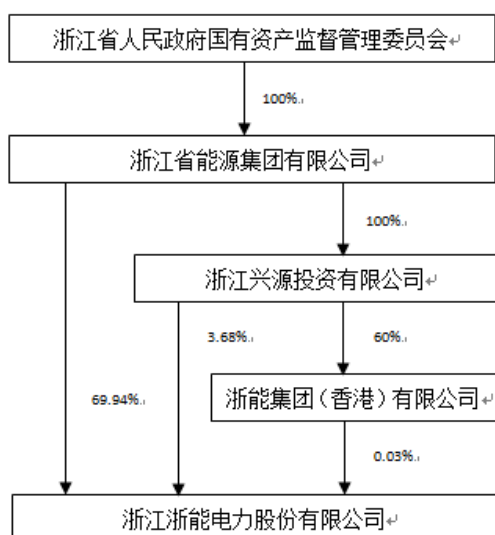 浙江省人民政府国有资产监督管理委员会
100%
浙江省能源集团有限公司
100%
浙江兴源投资有限公司
3.68%
60%
69.94%
浙能集团（香港）有限公司
0.03%
浙江浙能电力股份有限公司